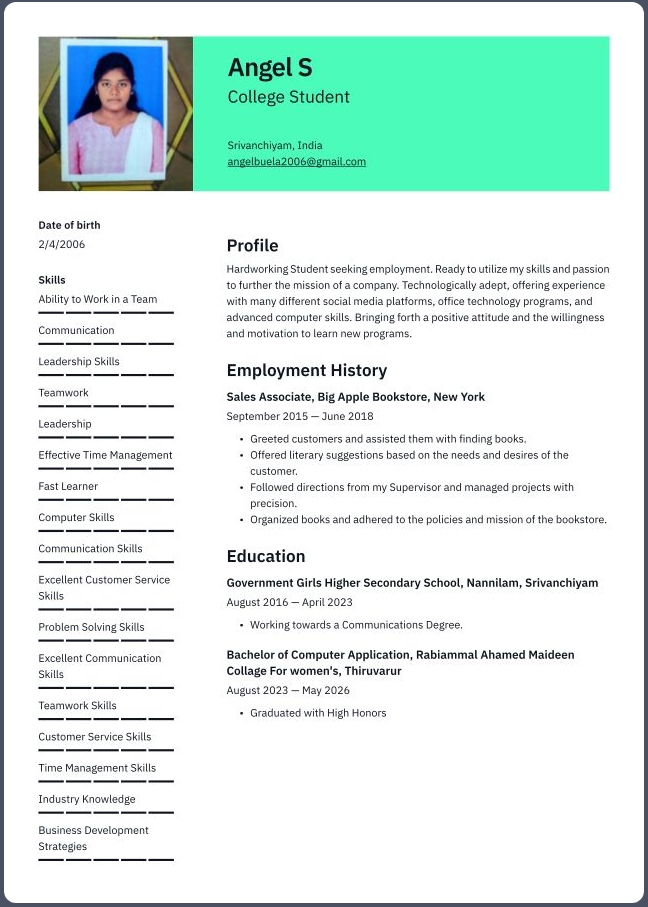 Angel S
College Student
Srivanchiyam, India
angelbuela2006@gmail.com
Date of birth
2/4/2006
Skills
Ability to Work in a Team
Communication
Leadership Skills
Teamwork
Leadership
Effective Time Management
Fast Learner
Computer Skills
Communication Skills
Excellent Customer Service
Skills
Problem Solving Skills
Excellent Communication
Skills
Teamwork Skills
Customer Service Skills
Time Management Skills
Industry Knowledge
Business Development
Strategies
Profile
Hardworking Student seeking employment. Ready to utilize my skills and passion
to further the mission of a company. Technologically adept, offering experience
with many different social media platforms, office technology programs, and
advanced computer skills. Bringing forth a positive attitude and the willingness
and motivation to learn new programs.
Employment History
Sales Associate, Big Apple Bookstore, New York
September 2015 — June 2018
• Greeted customers and assisted them with finding books.
• Offered literary suggestions based on the needs and desires of the
customer.
• Followed directions from my Supervisor and managed projects with
precision.
• Organized books and adhered to the policies and mission of the bookstore.
Education
Government Girls Higher Secondary School, Nannilam, Srivanchiyam
August 2016 — April 2023
• Working towards a Communications Degree.
Bachelor of Computer Application, Rabiammal Ahamed Maideen
Collage For women's, Thiruvarur
August 2023 — May 2026
• Graduated with High Honors